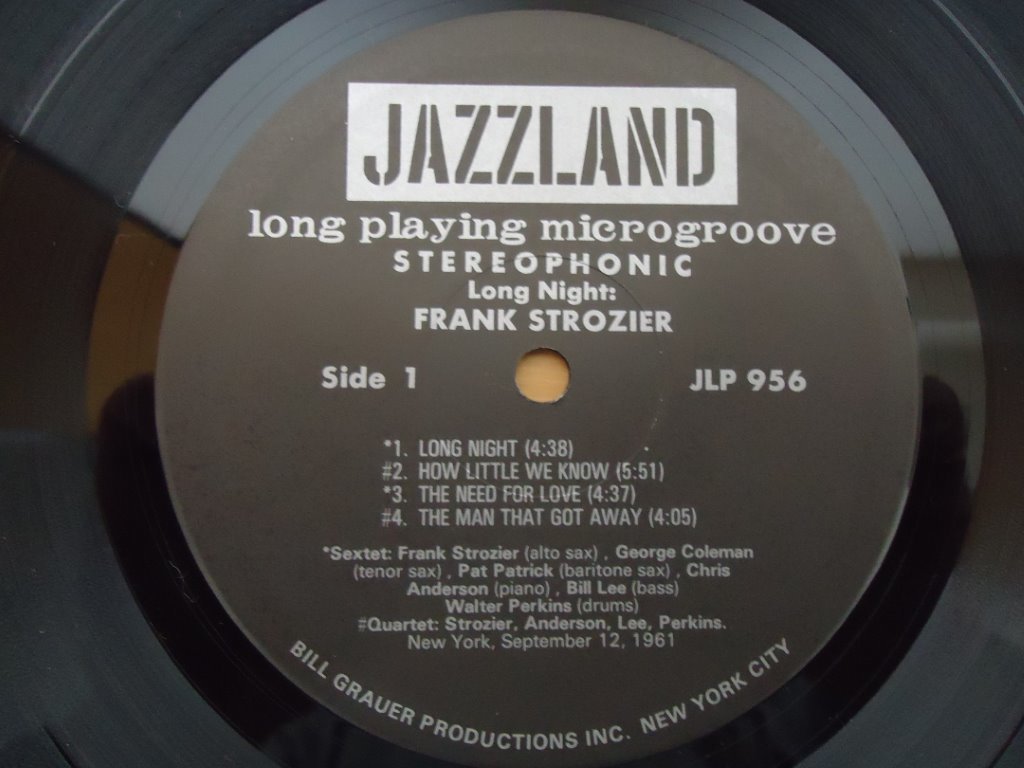 JAZZLAND
long playing microgroove
STEREOPHONIC
Long Night:
FRANK STROZIER
Side 1
JLP 956
*1. LONG NIGHT (4:38)
#2. HOW LITTLE WE KNOW (5:51)
*3. THE NEED FOR LOVE (4:37)
#4. THE MAN THAT GOT AWAY (4:05)
*Sextet: Frank Strozier (alto sax) , George Coleman
(tenor sax) , Pat Patrick (baritone sax) , Chris
Anderson (piano) , Bill Lee (bass)
Walter Perkins (drums)
#Quartet: Strozier, Anderson, Lee, Perkins.
New York, September 12, 1961
BILL GRAUER PRODUCTIONS INC. NEW YORK CITY